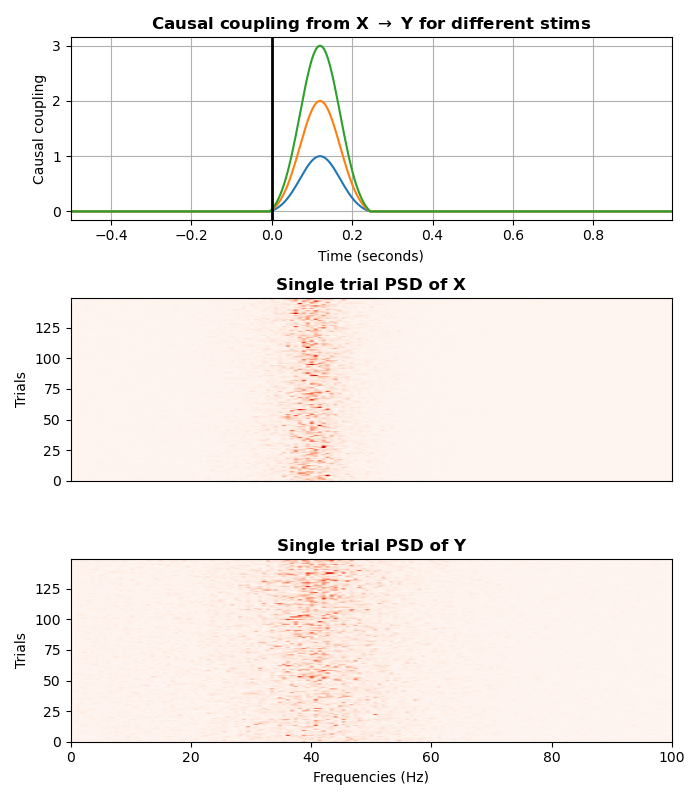 Causal coupling from X → Y for different stims
3
2
1
0
Causal coupling
−0.4 −0.2 0.0 0.2 0.4 0.6 0.8
Time (seconds)
Single trial PSD of X
125
100
75
50
25
0
Trials
Single trial PSD of Y
125
100
75
50
25
0
Trials
0 20 40 60 80 100
Frequencies (Hz)